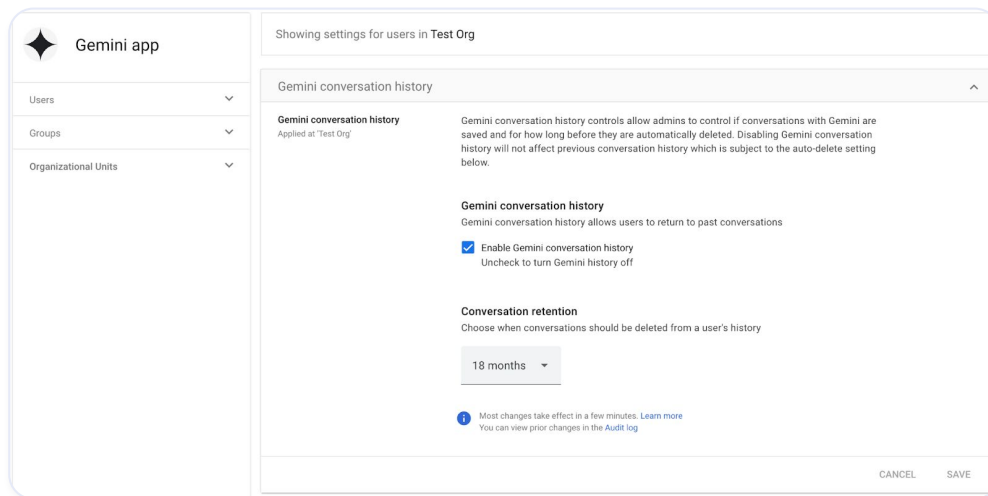 Gemini app
Users
Groups
Organizational Units
Showing settings for users in Test Org
Gemini conversation history
Gemini conversation history
Applied at 'Test Org'
Gemini conversation history controls allow admins to control if conversations with Gemini are
saved and for how long before they are automatically deleted. Disabling Gemini conversation
history will not affect previous conversation history which is subject to the auto-delete setting
below.
Gemini conversation history
Gemini conversation history allows users to return to past conversations
Enable Gemini conversation history
Uncheck to turn Gemini history off
Conversation retention
Choose when conversations should be deleted from a user's history
18 months
Most changes take effect in a few minutes. Learn more
You can view prior changes in the Audit log
CANCEL SAVE